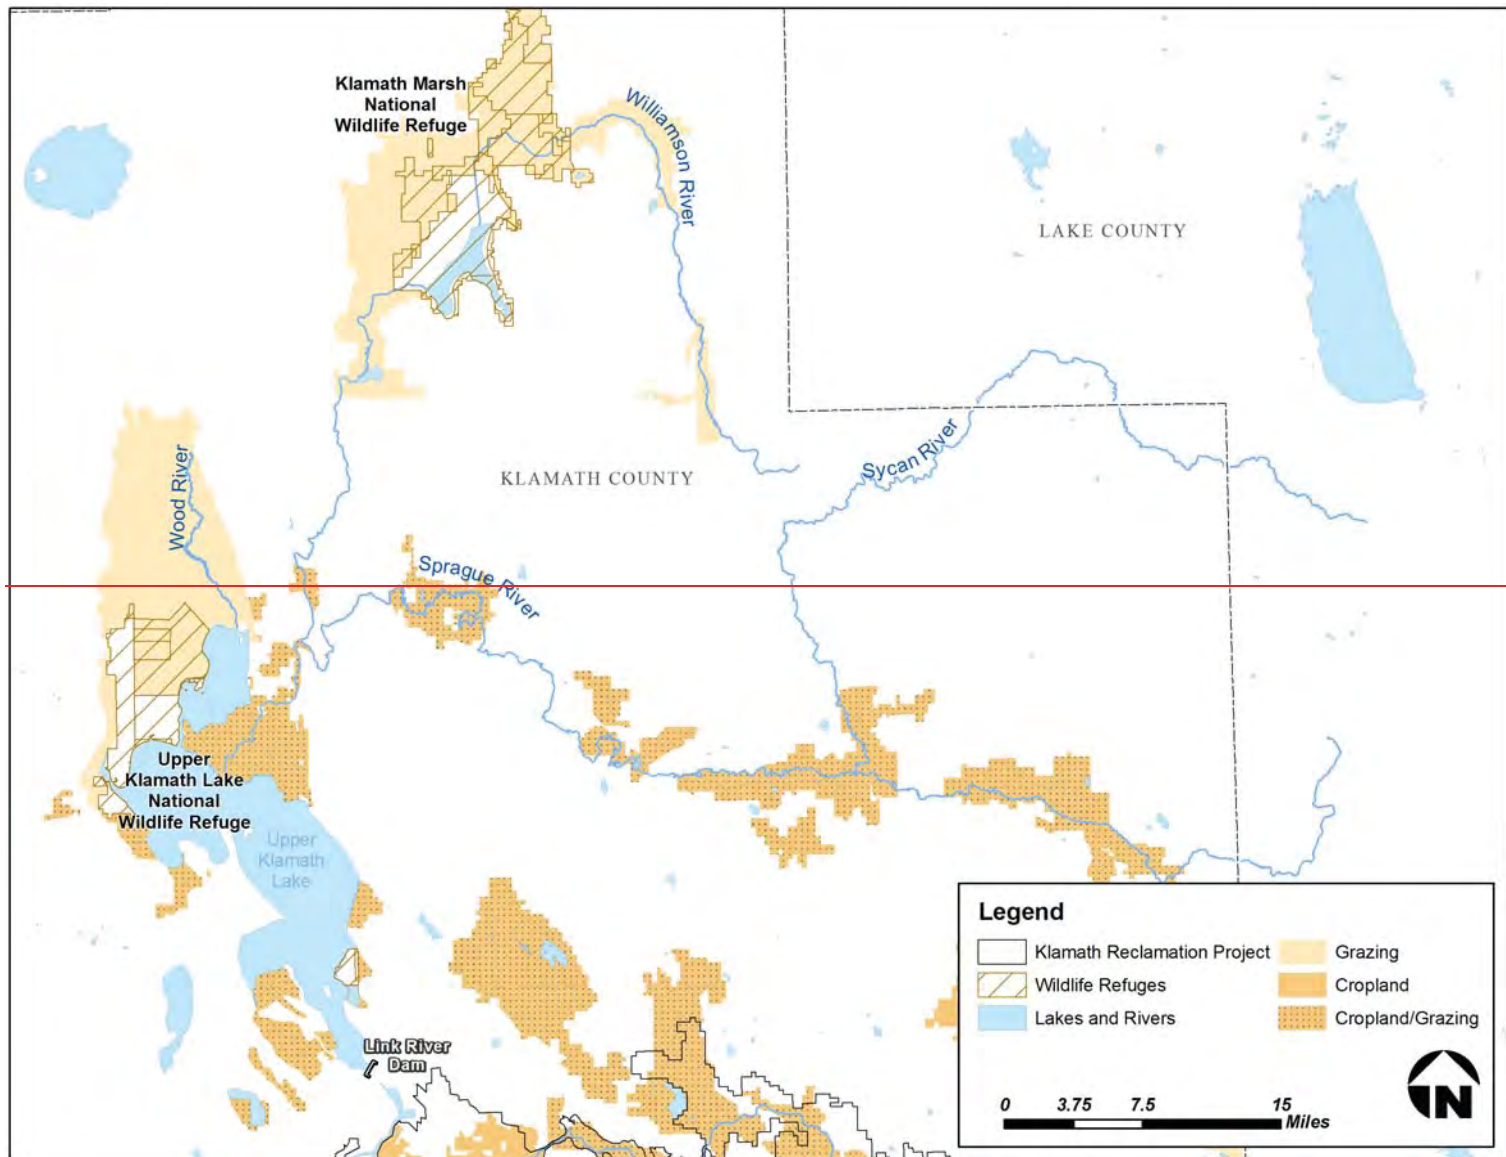 Klamath Marsh
National
Wildlife Refuge
Williamson River
LAKE COUNTY
Sycan River
Wood River
KLAMATH COUNTY
Sprague River
Upper
Klamath Lake
National
Wildlife Refuge
Upper
Klamath
Lake
Link River
Dam
Legend
Klamath Reclamation Project
Wildlife Refuges
Lakes and Rivers
Grazing
Cropland
Cropland/Grazing
0 3.75 7.5 15
Miles
N